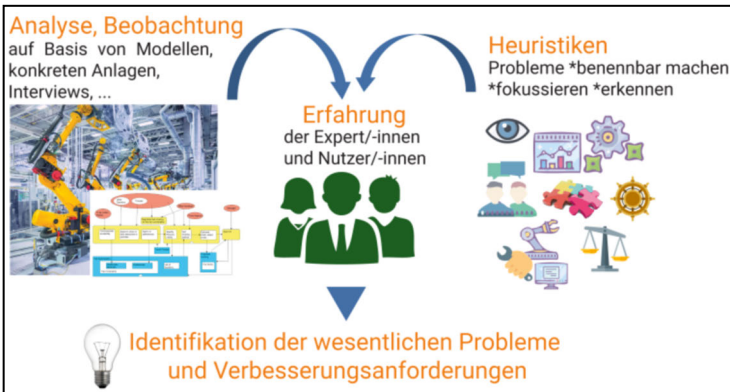 Analyse, Beobachtung
auf Basis von Modellen,
konkreten Anlagen,
Interviews, ...
Erfahrung
der Expert/-innen
und Nutzer/-innen
Heuristiken
Probleme *benennbar machen
*fokussieren *erkennen
Identifikation der wesentlichen Probleme
und Verbesserungsanforderungen